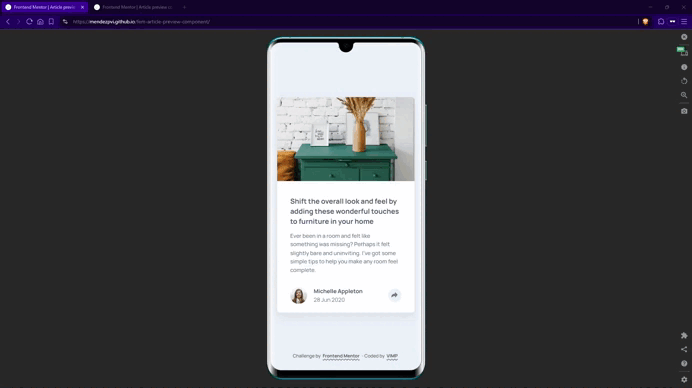 Frontend Mentor | Article previe
Frontend Mentor | Article preview c
https://mendezpvi.github.io/fem-article-preview-component/
Shift the overall look and feel by
adding these wonderful touches
to furniture in your home
Ever been in a room and felt like
something was missing? Perhaps it felt
slightly bare and uninviting. I've got some
simple tips to help you make any room feel
complete.
Michelle Appleton
28 Jun 2020
Challenge by Frontend Mentor - Coded by ViMP